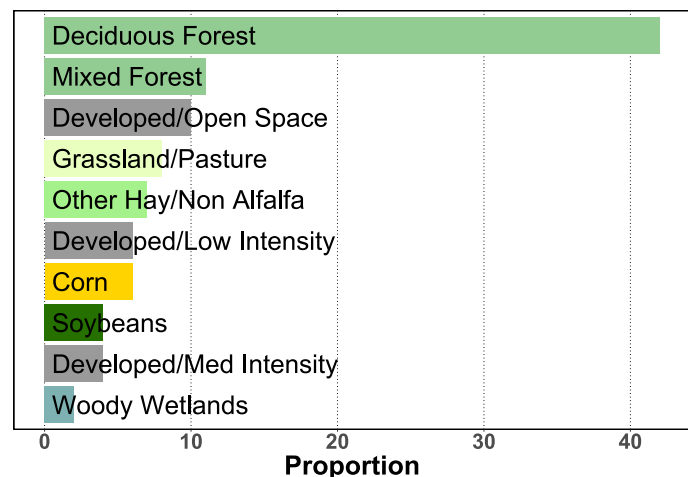 Deciduous Forest
Mixed Forest
Developed/Open Space
Grassland/Pasture
Other Hay/Non Alfalfa
Developed/Low Intensity
Corn
Soybeans
Developed/Med Intensity
Woody Wetlands
0 10 20 30 40
Proportion